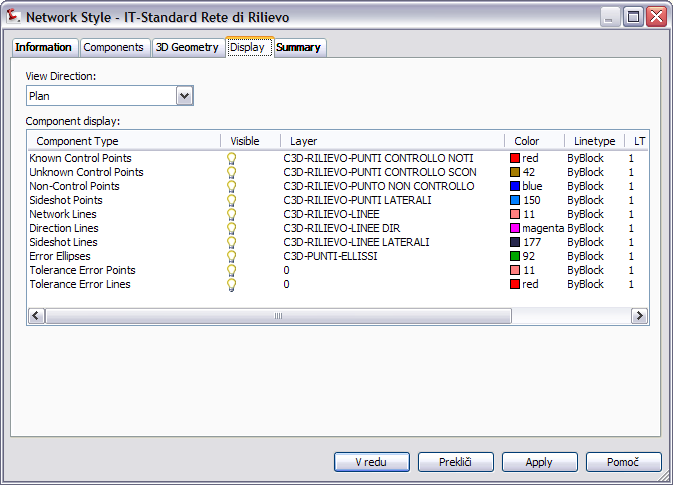 Network Style - IT-Standard Rete di Rilievo
Information Components 3D Geometry Display Summary
View Direction:
Plan
Component display:
Component Type Visible Layer Color Linetype LT
Known Control Points C3D-RILIEVO-PUNTI CONTROLLO NOTI red ByBlock 1
Unknown Control Points C3D-RILIEVO-PUNTI CONTROLLO SCON 42 ByBlock 1
Non-Control Points C3D-RILIEVO-PUNTO NON CONTROLLO blue ByBlock 1
Sideshot Points C3D-RILIEVO-PUNTI LATERALI 150 ByBlock 1
Network Lines C3D-RILIEVO-LINEE 11 ByBlock 1
Direction Lines C3D-RILIEVO-LINEE DIR magenta ByBlock 1
Sideshot Lines C3D-RILIEVO-LINEE LATERALI 177 ByBlock 1
Error Ellipses C3D-PUNTI-ELLISSI 92 ByBlock 1
Tolerance Error Points 0 11 ByBlock 1
Tolerance Error Lines 0 red ByBlock 1
V redu Prekliči Apply Pomoč